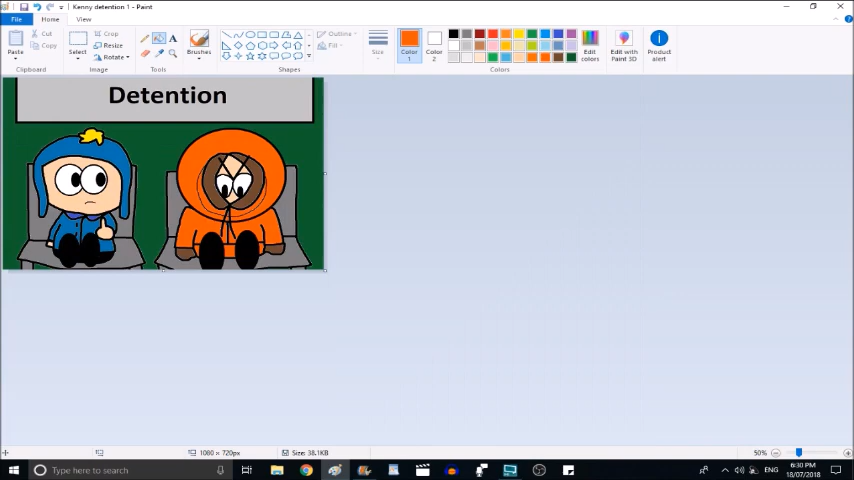 Kenny detention 1 - Paint
File Home View
Paste
Cut
Copy
Clipboard
Select
Crop
Resize
Rotate
Image
A
Tools
Brushes
Outline
Fill
Shapes
Size
Color
1
Color
2
Edit
colors
Colors
Edit with
Paint 3D
Product
alert
Detention
1080 × 720px
Size: 38.1KB
50%
Type here to search
ENG
6:30 PM
18/07/2018